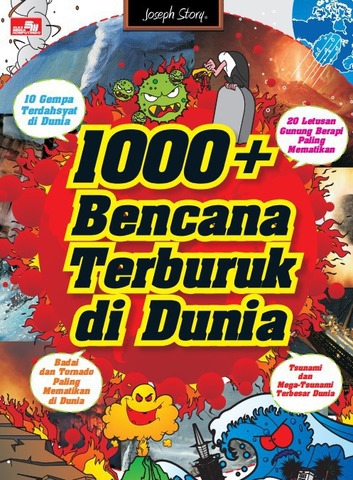 Joseph Story
10 Gempa
Terdahsyat
di Dunia
20 Letusan
Gunung Berapi
Paling
Mematikan
1000+
Bencana
Terburuk
di Dunia
Badai
dan Tornado
Paling
Mematikan
di Dunia
Tsunami
dan
Mega-Tsunami
Terbesar Dunia